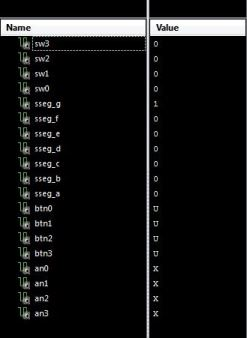 Name Value
sw3 0
sw2 0
sw1 0
sw0 0
sseg_g 1
sseg_f 0
sseg_e 0
sseg_d 0
sseg_c 0
sseg_b 0
sseg_a 0
btn0 U
btn1 U
btn2 U
btn3 U
an0 X
an1 X
an2 X
an3 X